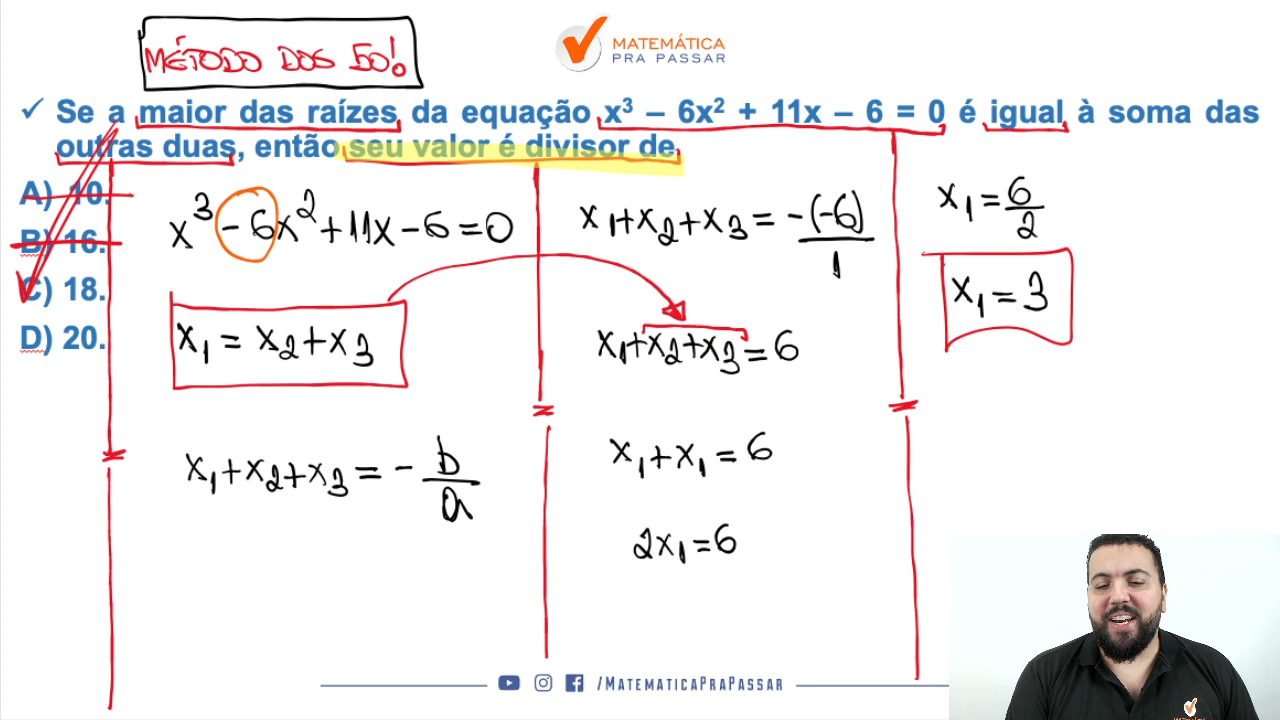 MÉTODO DOS 50!
MATEMÁTICA
PRA PASSAR
✓ Se a maior das raízes da equação x³ – 6x² + 11x – 6 = 0 é igual à soma das
outras duas, então seu valor é divisor de
A) 10.
B) 16.
C) 18.
D) 20.
x³ - 6x² + 11x - 6 = 0
x₁ = x₂ + x₃
x₁ + x₂ + x₃ = - b/a
x₁ + x₂ + x₃ = -(-6)/1
x₁ + x₂ + x₃ = 6
x₁ + x₁ = 6
2x₁ = 6
x₁ = 6/2
x₁ = 3
/MATEMATICAPRAPASSAR